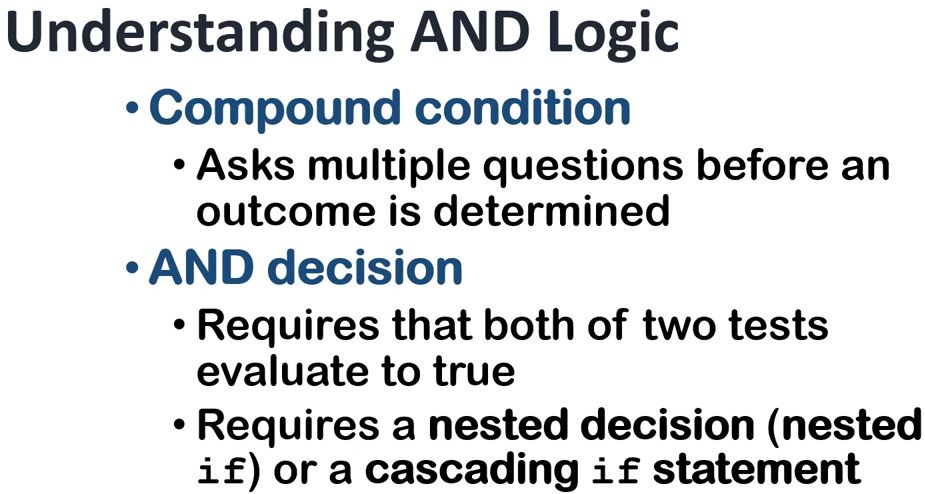 Understanding AND Logic
• Compound condition
• Asks multiple questions before an
outcome is determined
• AND decision
• Requires that both of two tests
evaluate to true
• Requires a nested decision (nested
if) or a cascading if statement